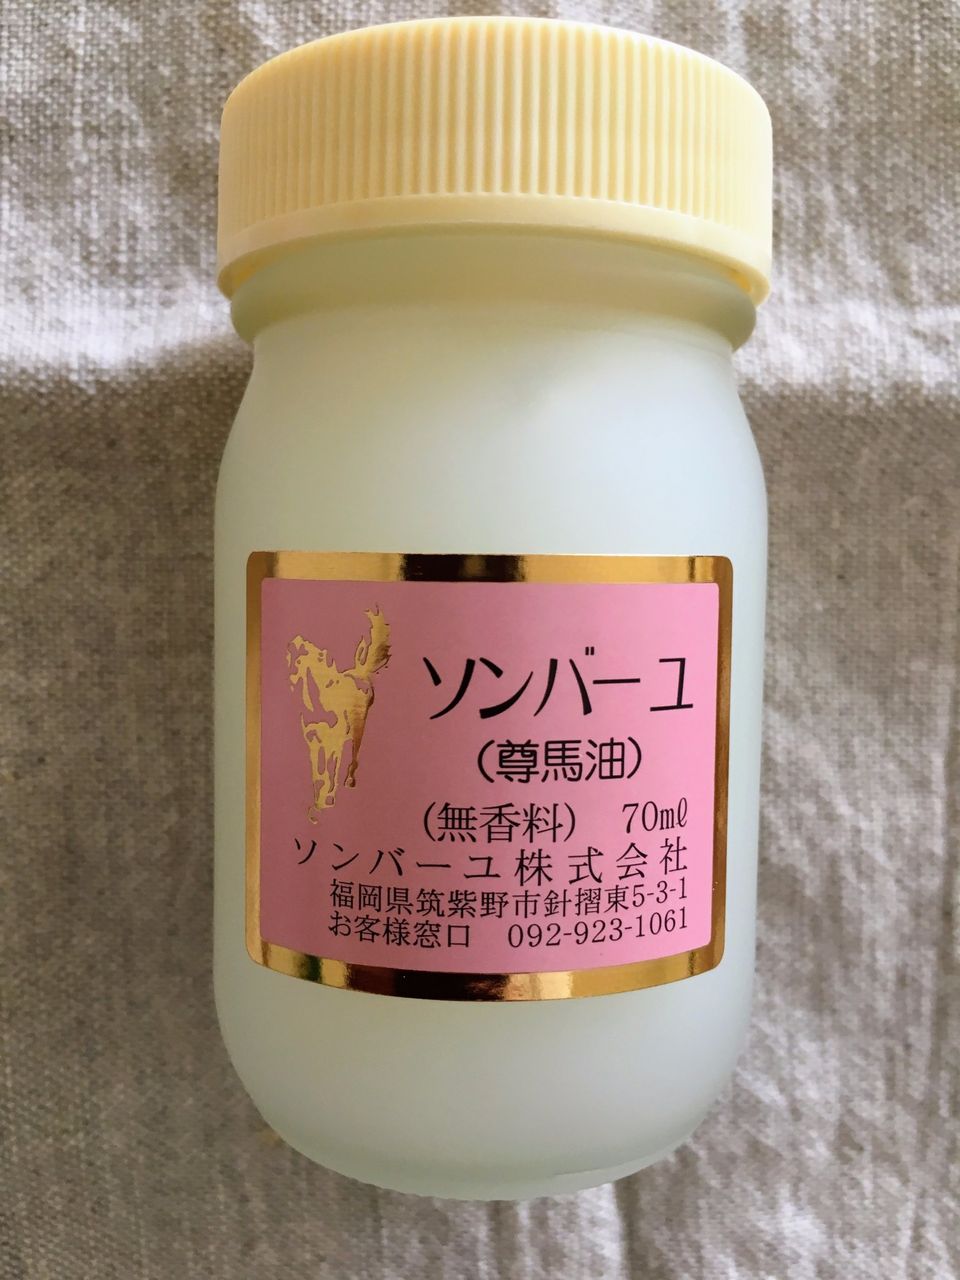 ソンバーユ
(尊馬油)
(無香料) 70mℓ
ソンバーユ株式会社
福岡県筑紫野市針摺東5-3-1
お客様窓口 092-923-1061